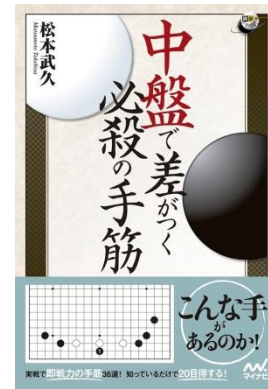 松本武久
Matsumoto Takehisa
中盤で差がつく
必殺の手筋
こんな手
が
あるのか!
実戦で即戦力の手筋36選! 知っているだけで20目得する!
マイナビ